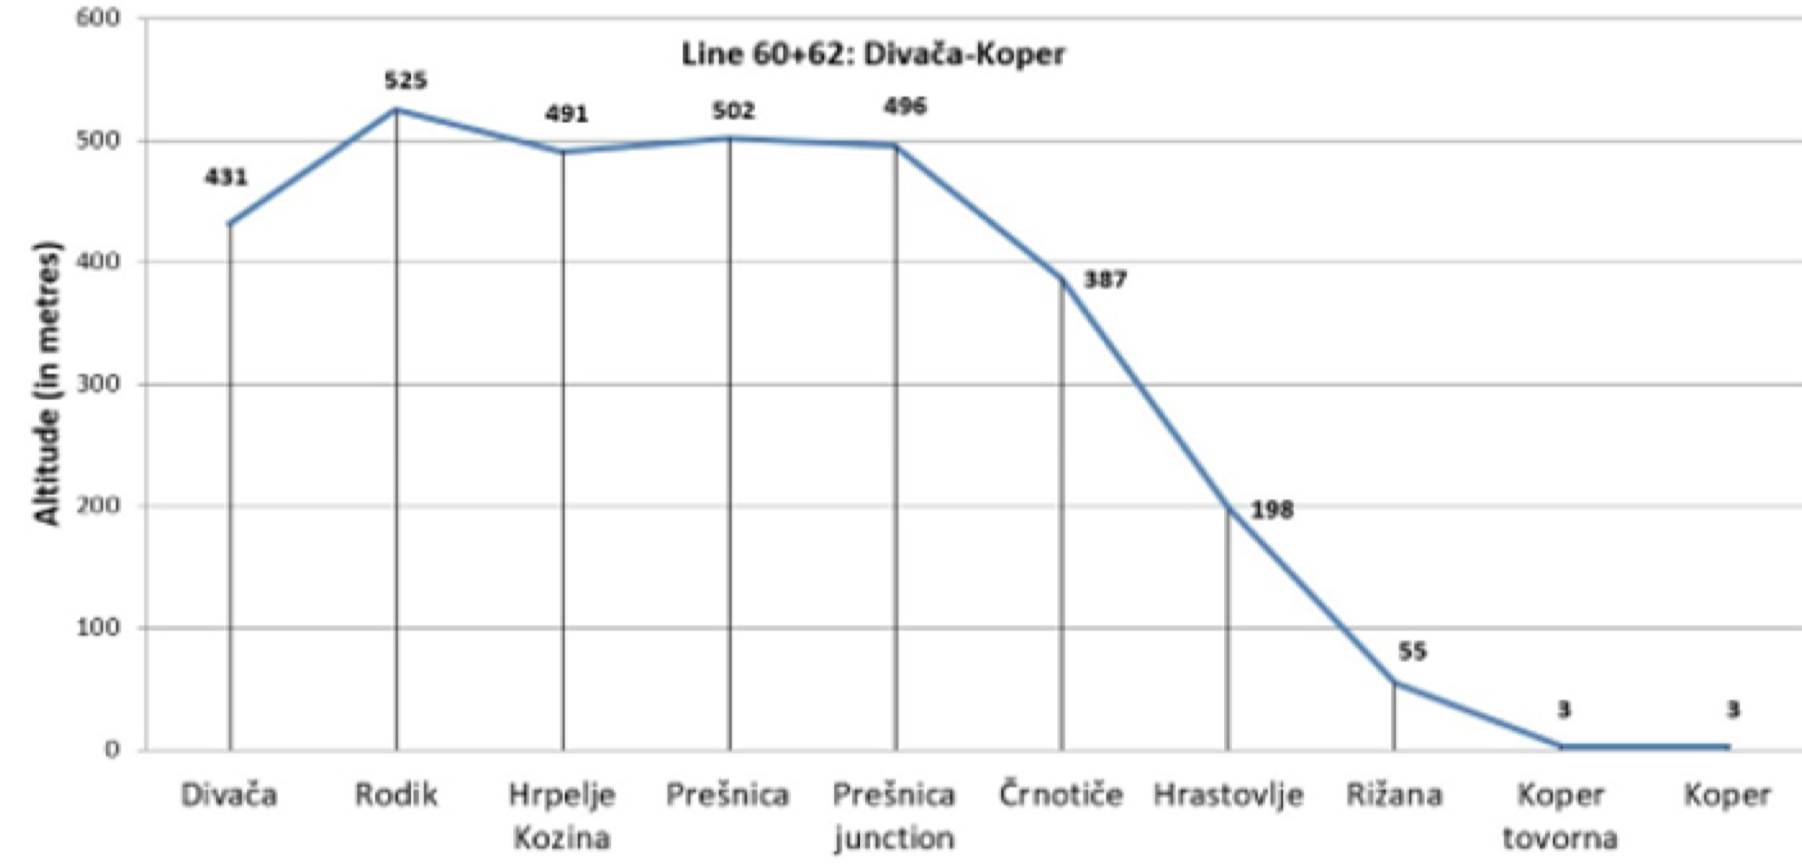 Line 60+62: Divača-Koper
Altitude (in metres)
600
500
400
300
200
100
0
431
525
491
502
496
387
198
55
3
3
Divača
Rodik
Hrpelje
Kozina
Prešnica
Prešnica
junction
Črnotiče
Hrastovlje
Rižana
Koper
tovorna
Koper